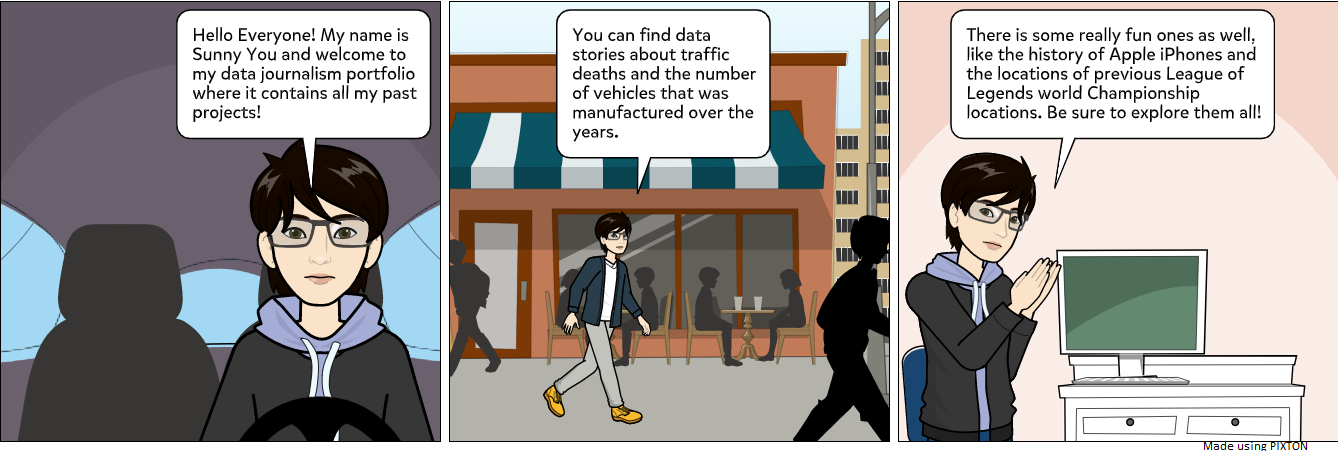 Hello Everyone! My name is
Sunny You and welcome to
my data journalism portfolio
where it contains all my past
projects!
You can find data
stories about traffic
deaths and the number
of vehicles that was
manufactured over the
years.
There is some really fun ones as well,
like the history of Apple iPhones and
the locations of previous League of
Legends world Championship
locations. Be sure to explore them all!
Made using PIXTON